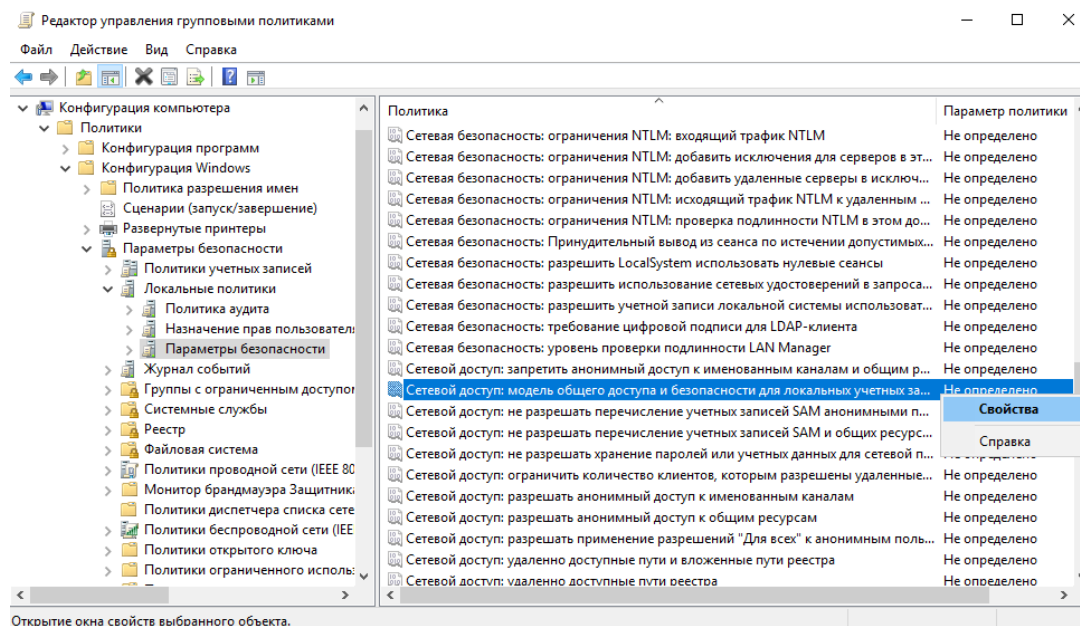 Редактор управления групповыми политиками
Файл Действие Вид Справка
Конфигурация компьютера
Политики
Конфигурация программ
Конфигурация Windows
Политика разрешения имен
Сценарии (запуск/завершение)
Развернутые принтеры
Параметры безопасности
Политики учетных записей
Локальные политики
Политика аудита
Назначение прав пользователя
Параметры безопасности
Журнал событий
Группы с ограниченным доступом
Системные службы
Реестр
Файловая система
Политики проводной сети (IEEE 80
Монитор брандмауэра Защитника
Политики диспетчера списка сете
Политики беспроводной сети (IEE
Политики открытого ключа
Политики ограниченного использ
Политика Параметр политики
Сетевая безопасность: ограничения NTLM: входящий трафик NTLM Не определено
Сетевая безопасность: ограничения NTLM: добавить исключения для серверов в эт... Не определено
Сетевая безопасность: ограничения NTLM: добавить удаленные серверы в исключ... Не определено
Сетевая безопасность: ограничения NTLM: исходящий трафик NTLM к удаленным ... Не определено
Сетевая безопасность: ограничения NTLM: проверка подлинности NTLM в этом до... Не определено
Сетевая безопасность: Принудительный вывод из сеанса по истечении допустимых... Не определено
Сетевая безопасность: разрешить LocalSystem использовать нулевые сеансы Не определено
Сетевая безопасность: разрешить использование сетевых удостоверений в запроса... Не определено
Сетевая безопасность: разрешить учетной записи локальной системы использоват... Не определено
Сетевая безопасность: требование цифровой подписи для LDAP-клиента Не определено
Сетевая безопасность: уровень проверки подлинности LAN Manager Не определено
Сетевой доступ: запретить анонимный доступ к именованным каналам и общим р... Не определено
Сетевой доступ: модель общего доступа и безопасности для локальных учетных за... Не определено
Сетевой доступ: не разрешать перечисление учетных записей SAM анонимными п...
Свойства
Сетевой доступ: не разрешать перечисление учетных записей SAM и общих ресурс...
Справка
Сетевой доступ: не разрешать хранение паролей или учетных данных для сетевой п... Не определено
Сетевой доступ: ограничить количество клиентов, которым разрешены удаленные... Не определено
Сетевой доступ: разрешать анонимный доступ к именованным каналам Не определено
Сетевой доступ: разрешать анонимный доступ к общим ресурсам Не определено
Сетевой доступ: разрешать применение разрешений "Для всех" к анонимным поль... Не определено
Сетевой доступ: удаленно доступные пути и вложенные пути реестра Не определено
Сетевой доступ: удаленно доступные пути реестра Не определено
Открытие окна свойств выбранного объекта.